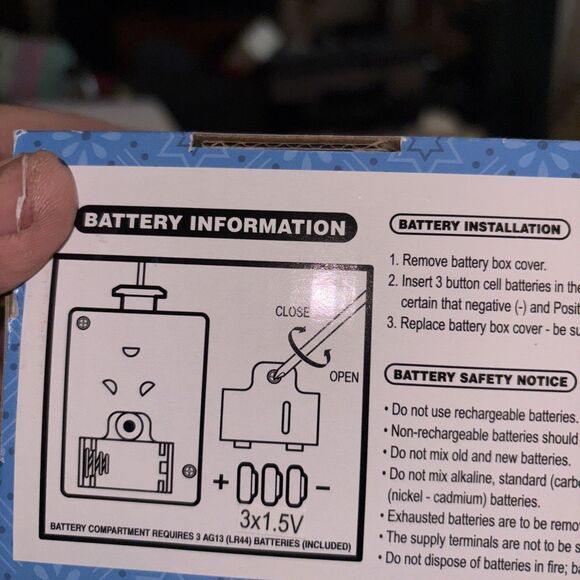 BATTERY INFORMATION
CLOSE
OPEN
+ -
3x1.5V
BATTERY COMPARTMENT REQUIRES 3 AG13 (LR44) BATTERIES (INCLUDED)
BATTERY INSTALLATION
1. Remove battery box cover.
2. Insert 3 button cell batteries in the
certain that negative (-) and Posit
3. Replace battery box cover - be su
BATTERY SAFETY NOTICE
• Do not use rechargeable batteries.
• Non-rechargeable batteries should
• Do not mix old and new batteries.
• Do not mix alkaline, standard (carb
(nickel - cadmium) batteries.
• Exhausted batteries are to be remo
• The supply terminals are not to be s
• Do not dispose of batteries in fire; ba